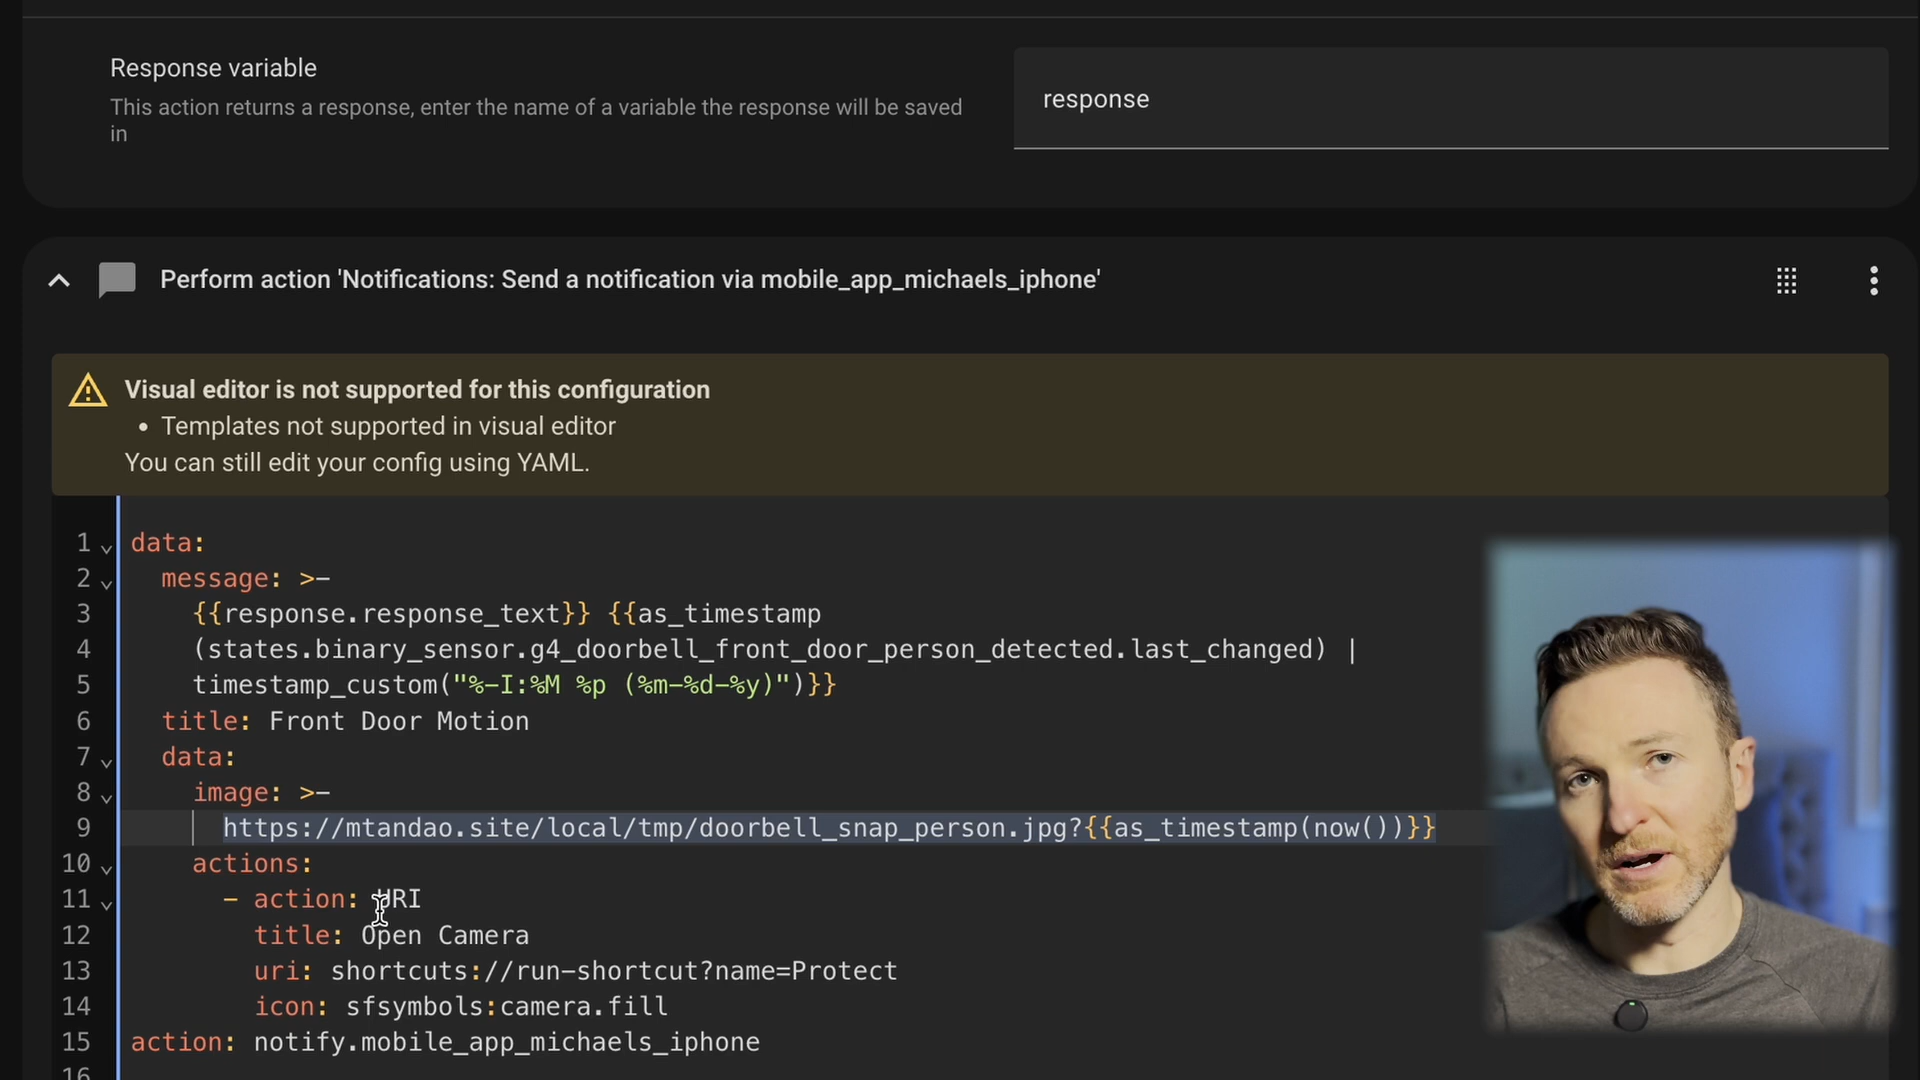 Response variable
This action returns a response, enter the name of a variable the response will be saved
in
response
Perform action 'Notifications: Send a notification via mobile_app_michaels_iphone'
Visual editor is not supported for this configuration
• Templates not supported in visual editor
You can still edit your config using YAML.
1 data:
2 message: >-
3 {{response.response_text}} {{as_timestamp
4 (states.binary_sensor.g4_doorbell_front_door_person_detected.last_changed) |
5 timestamp_custom("%-I:%M %p (%m-%d-%y)")}}
6 title: Front Door Motion
7 data:
8 image: >-
9 https://mtandao.site/local/tmp/doorbell_snap_person.jpg?{{as_timestamp(now())}}
10 actions:
11 - action: URI
12 title: Open Camera
13 uri: shortcuts://run-shortcut?name=Protect
14 icon: sfsymbols:camera.fill
15 action: notify.mobile_app_michaels_iphone
16